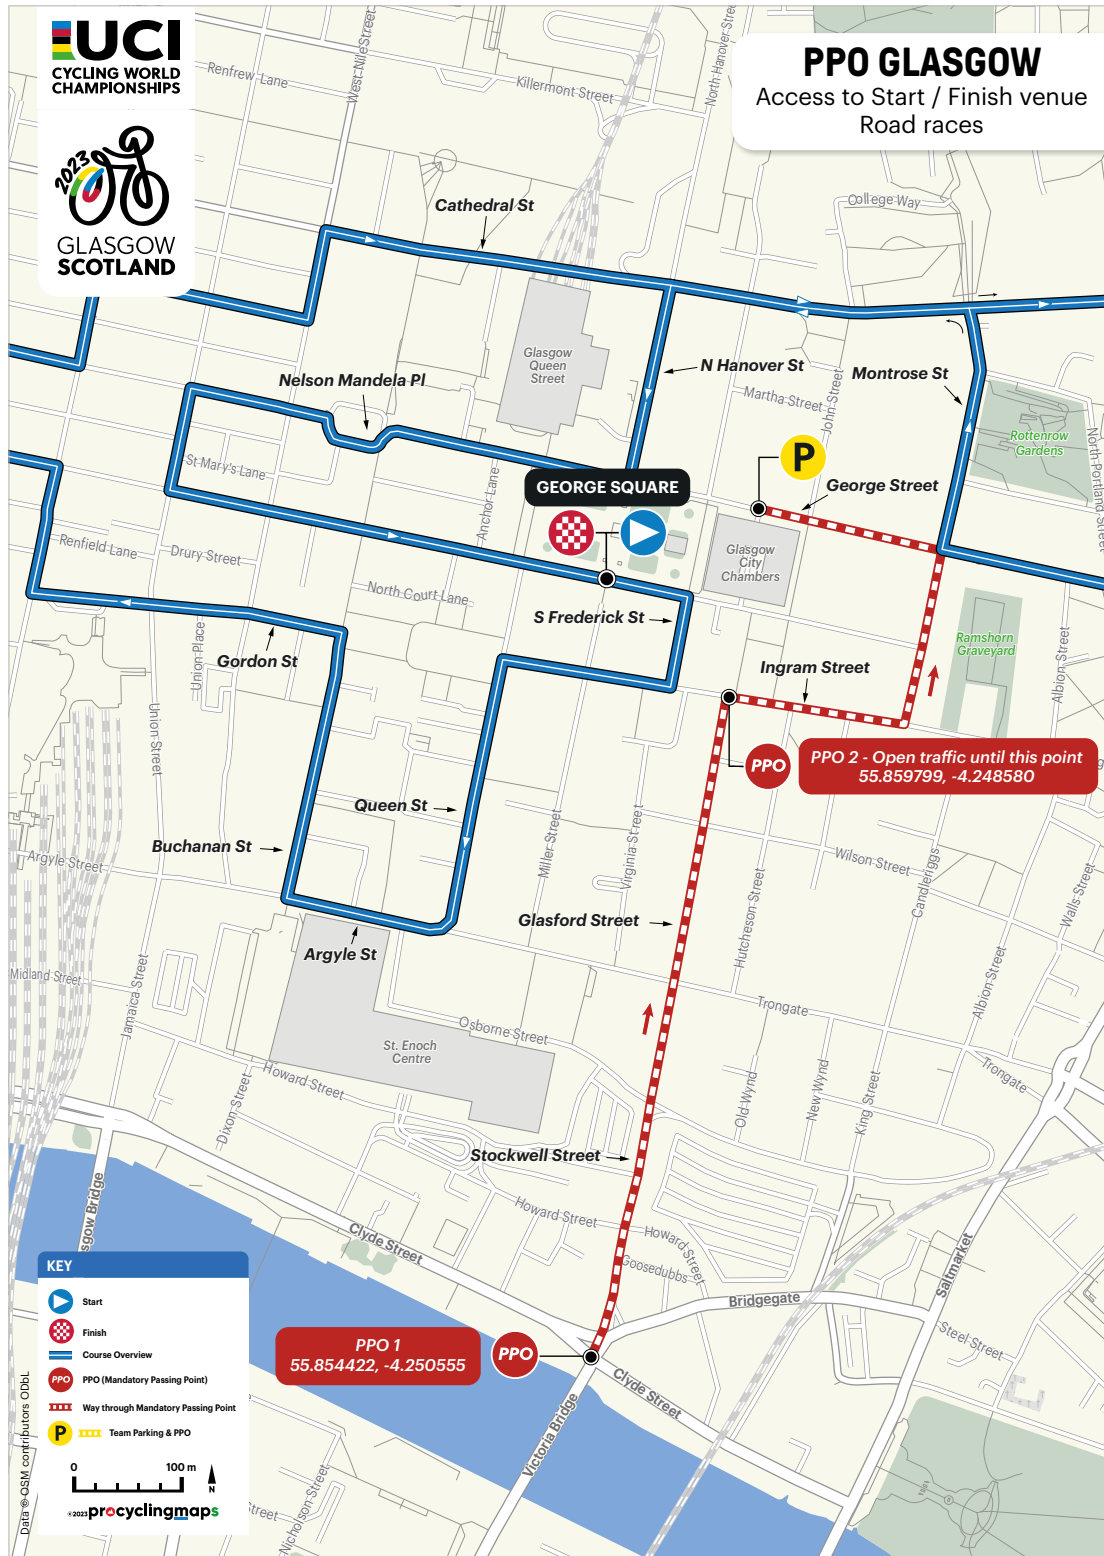 UCI
CYCLING WORLD
CHAMPIONSHIPS
2023
GLASGOW
SCOTLAND
PPO GLASGOW
Access to Start / Finish venue
Road races
Renfrew Lane
West Nile Street
Killermont Street
North Hanover Stre
College Way
Cathedral St
Glasgow
Queen
Street
N Hanover St
Martha Street
John Street
Montrose St
Nelson Mandela Pl
Rottenrow
Gardens
North Portland Street
St Mary's Lane
Anchor Lane
P
George Street
GEORGE SQUARE
Renfield Lane
Drury Street
North Court Lane
Glasgow
City
Chambers
S Frederick St
Gordon St
Union Place
Union Street
Ingram Street
Ramshorn
Graveyard
Albion Street
PPO
PPO 2 - Open traffic until this point
55.859799, -4.248580
Queen St
Buchanan St
Argyle Street
Miller Street
Virginia Street
Wilson Street
Candleriggs
Walls Street
Hutcheson Street
Glasford Street
Argyle St
Midland Street
Jamaica Street
Albion Street
Trongate
Osborne Street
St. Enoch
Centre
Howard Street
Dixon Street
Old Wynd
New Wynd
King Street
Trongate
Stockwell Street
sgow Bridge
Howard Street
Howard Street
Goosedubbs
Clyde Street
Saltmarket
Bridgegate
Steel Street
PPO 1
55.854422, -4.250555
PPO
Clyde Street
Victoria Bridge
Nicholson Street
Street
KEY
Start
Finish
Course Overview
PPO
PPO (Mandatory Passing Point)
Way through Mandatory Passing Point
P
Team Parking & PPO
0
100 m
N
©2023 procyclingmaps
Data © OSM contributors ODbL